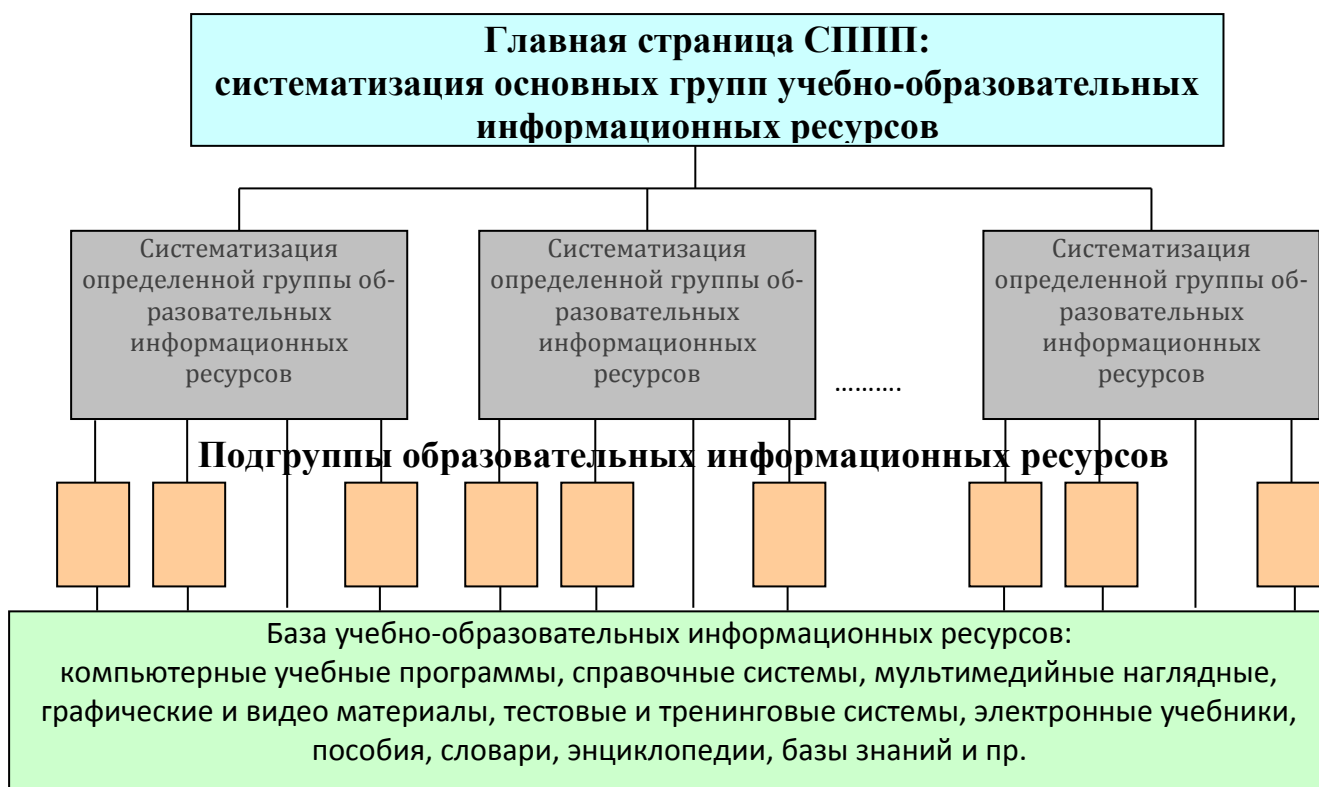 Главная страница СППП:
систематизация основных групп учебно-образовательных
информационных ресурсов
Систематизация
определенной группы об-
разовательных
информационных
ресурсов
Систематизация
определенной группы об-
разовательных
информационных
ресурсов
……….
Систематизация
определенной группы об-
разовательных
информационных
ресурсов
Подгруппы образовательных информационных ресурсов
База учебно-образовательных информационных ресурсов:
компьютерные учебные программы, справочные системы, мультимедийные наглядные,
графические и видео материалы, тестовые и тренинговые системы, электронные учебники,
пособия, словари, энциклопедии, базы знаний и пр.